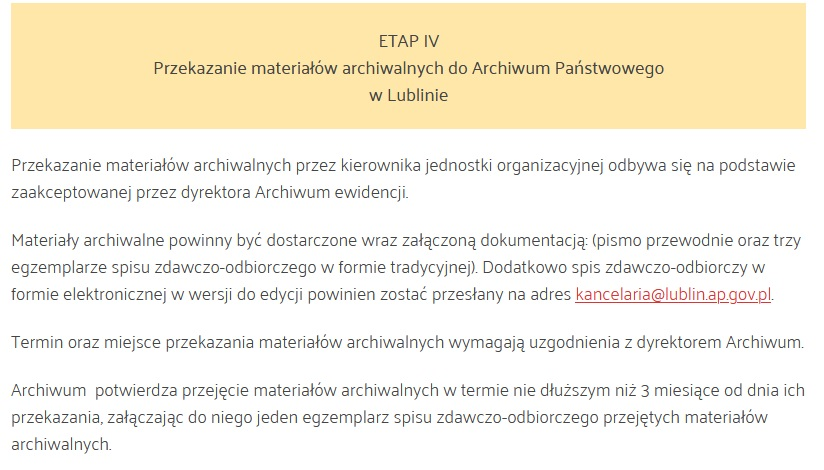 ETAP IV
Przekazanie materiałów archiwalnych do Archiwum Państwowego
w Lublinie
Przekazanie materiałów archiwalnych przez kierownika jednostki organizacyjnej odbywa się na podstawie
zaakceptowanej przez dyrektora Archiwum ewidencji.
Materiały archiwalne powinny być dostarczone wraz załączoną dokumentacją: (pismo przewodnie oraz trzy
egzemplarze spisu zdawczo-odbiorczego w formie tradycyjnej). Dodatkowo spis zdawczo-odbiorczy w
formie elektronicznej w wersji do edycji powinien zostać przesłany na adres kancelaria@lublin.ap.gov.pl.
Termin oraz miejsce przekazania materiałów archiwalnych wymagają uzgodnienia z dyrektorem Archiwum.
Archiwum  potwierdza przejęcie materiałów archiwalnych w termie nie dłuższym niż 3 miesiące od dnia ich
przekazania, załączając do niego jeden egzemplarz spisu zdawczo-odbiorczego przejętych materiałów
archiwalnych.